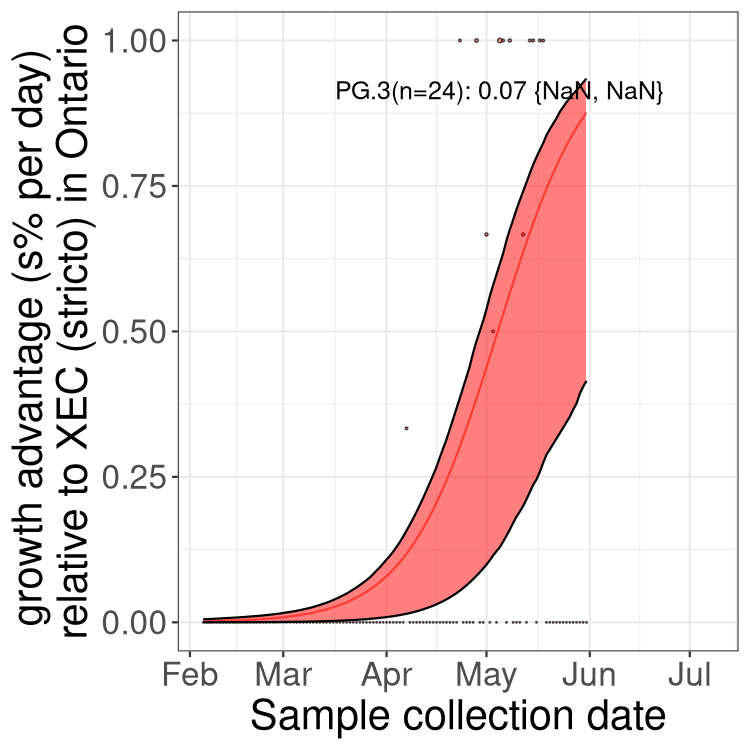 growth advantage (s% per day)
relative to XEC (stricto) in Ontario
1.00
0.75
0.50
0.25
0.00
PG.3(n=24): 0.07 {NaN, NaN}
Feb Mar Apr May Jun Jul
Sample collection date